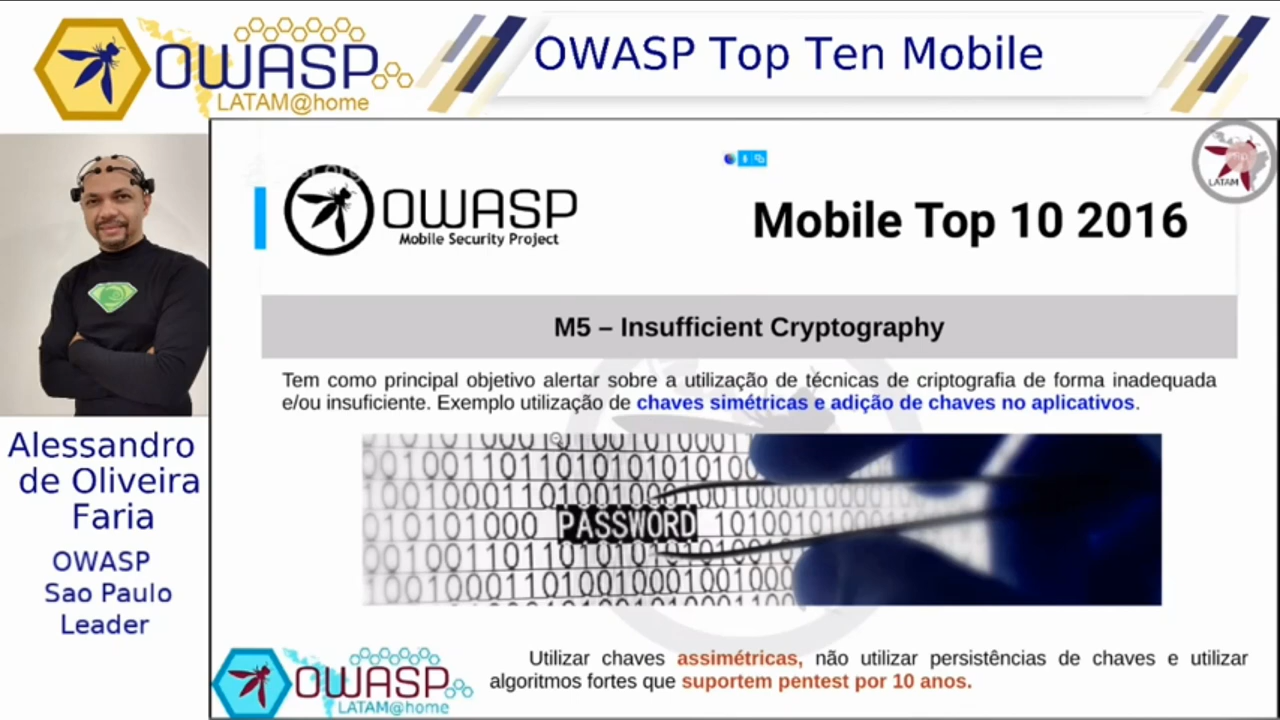 OWASP
LATAM@home
OWASP Top Ten Mobile
LATAM
OWASP
Mobile Security Project
Mobile Top 10 2016
M5 – Insufficient Cryptography
Tem como principal objetivo alertar sobre a utilização de técnicas de criptografia de forma inadequada
e/ou insuficiente. Exemplo utilização de chaves simétricas e adição de chaves no aplicativos.
PASSWORD
Alessandro
de Oliveira
Faria
OWASP
Sao Paulo
Leader
OWASP
LATAM@home
Utilizar chaves assimétricas, não utilizar persistências de chaves e utilizar
algoritmos fortes que suportem pentest por 10 anos.